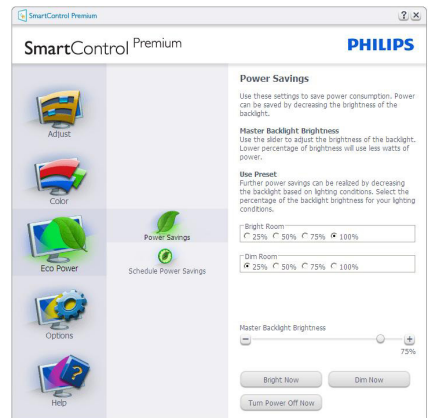 SmartControl Premium
? X
SmartControl Premium
PHILIPS
Adjust
Color
Eco Power
Options
Help
Power Savings
Schedule Power Savings
Power Savings
Use these settings to save power consumption. Power
can be saved by decreasing the brightness of the
backlight.
Master Backlight Brightness
Use the slider to adjust the brightness of the backlight.
Lower percentage of brightness will use less watts of
power.
Use Preset
Further power savings can be realized by decreasing
the backlight based on lighting conditions. Select the
percentage of the backlight brightness for your lighting
conditions.
Bright Room
25% 50% 75% 100%
Dim Room
25% 50% 75% 100%
Master Backlight Brightness
75%
Bright Now Dim Now
Turn Power Off Now